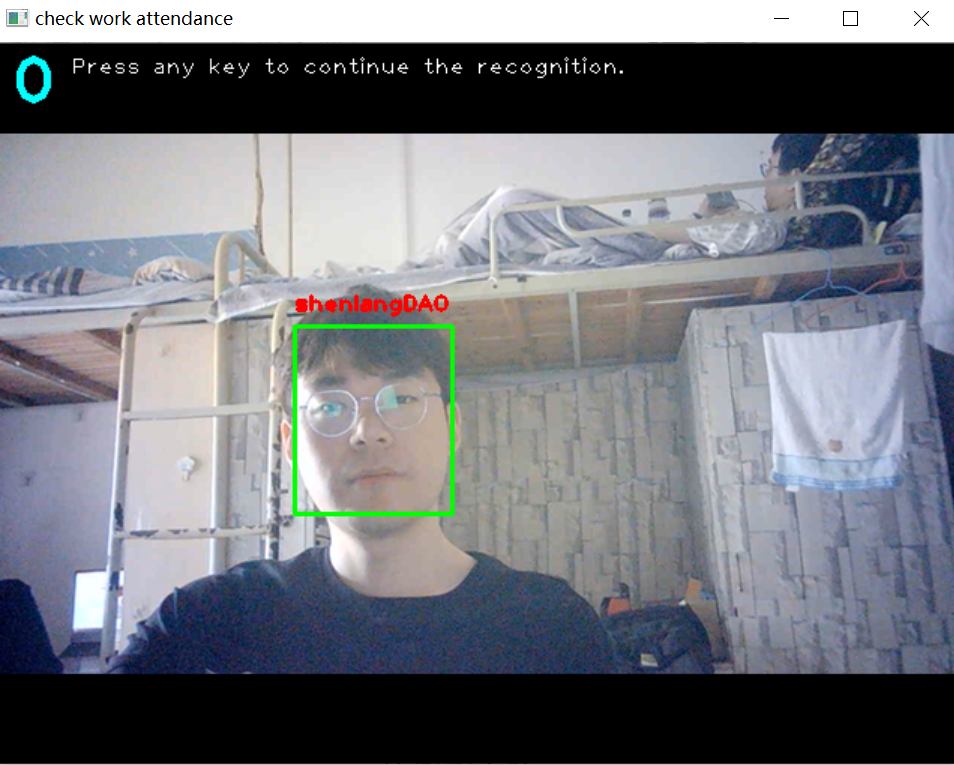 check work attendance
0 Press any key to continue the recognition.
shenlangDAO